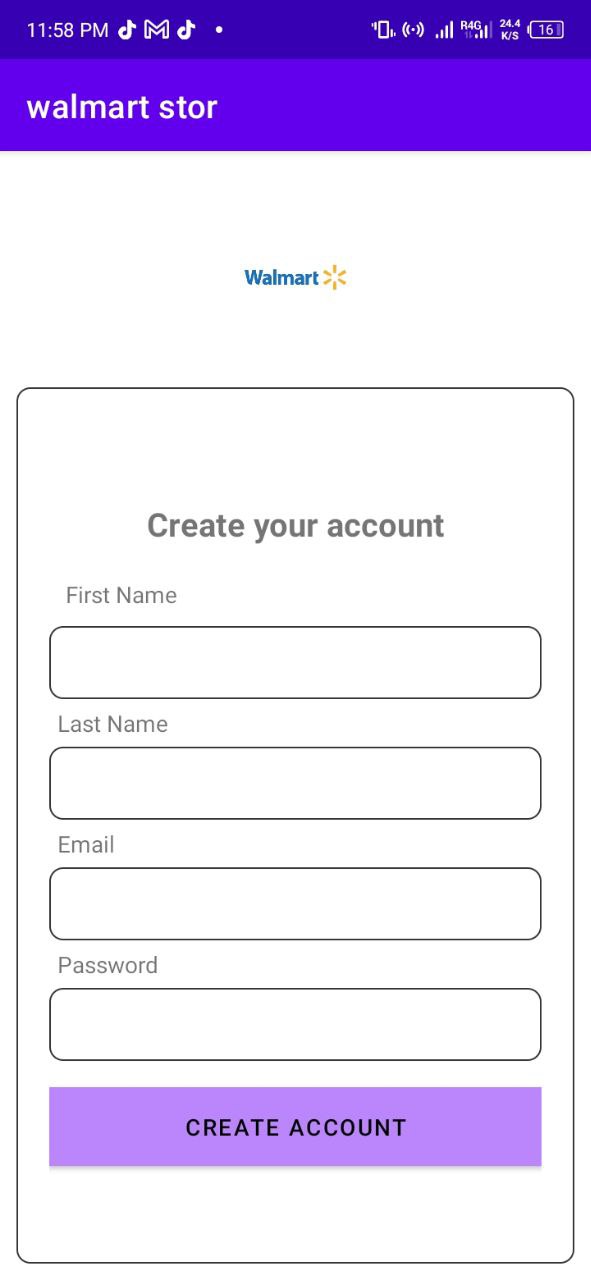 11:58 PM R4G 24.4 K/S 16
walmart stor
Walmart
Create your account
First Name
Last Name
Email
Password
CREATE ACCOUNT